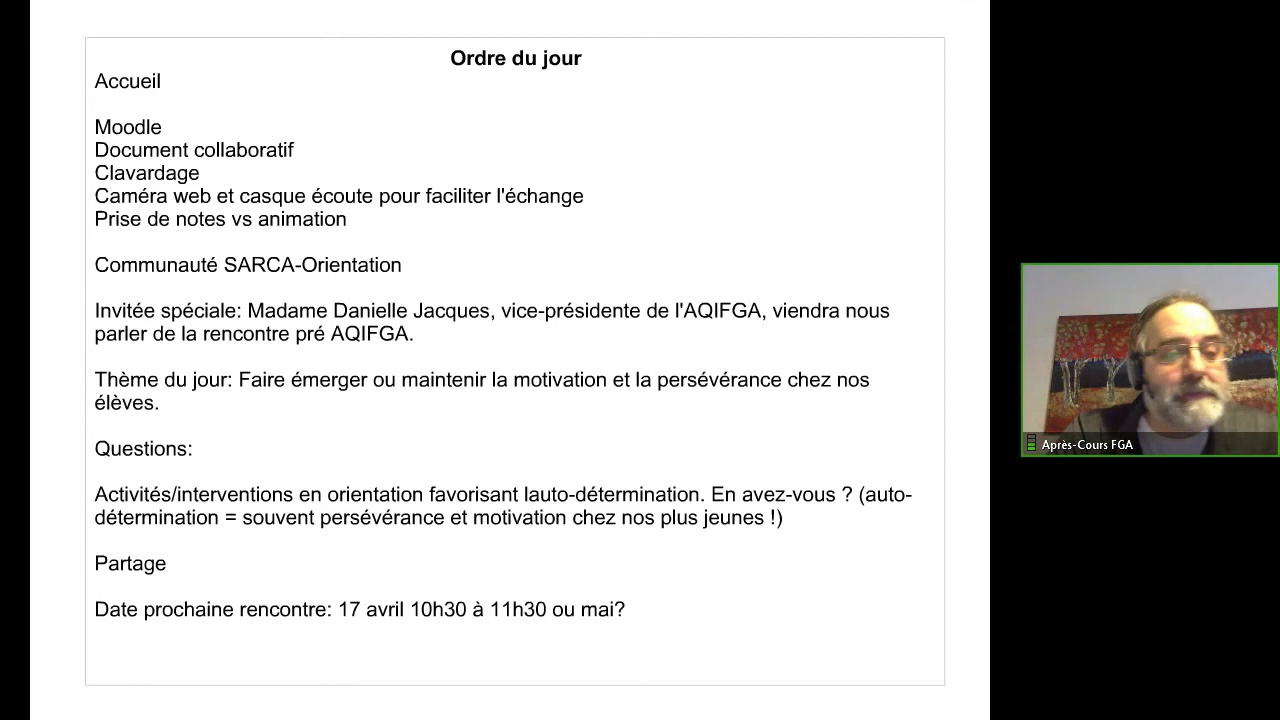 Ordre du jour
Accueil
Moodle
Document collaboratif
Clavardage
Caméra web et casque écoute pour faciliter l'échange
Prise de notes vs animation
Communauté SARCA-Orientation
Invitée spéciale: Madame Danielle Jacques, vice-présidente de l'AQIFGA, viendra nous
parler de la rencontre pré AQIFGA.
Thème du jour: Faire émerger ou maintenir la motivation et la persévérance chez nos
élèves.
Questions:
Activités/interventions en orientation favorisant lauto-détermination. En avez-vous ? (auto-
détermination = souvent persévérance et motivation chez nos plus jeunes !)
Partage
Date prochaine rencontre: 17 avril 10h30 à 11h30 ou mai?
Après-Cours FGA